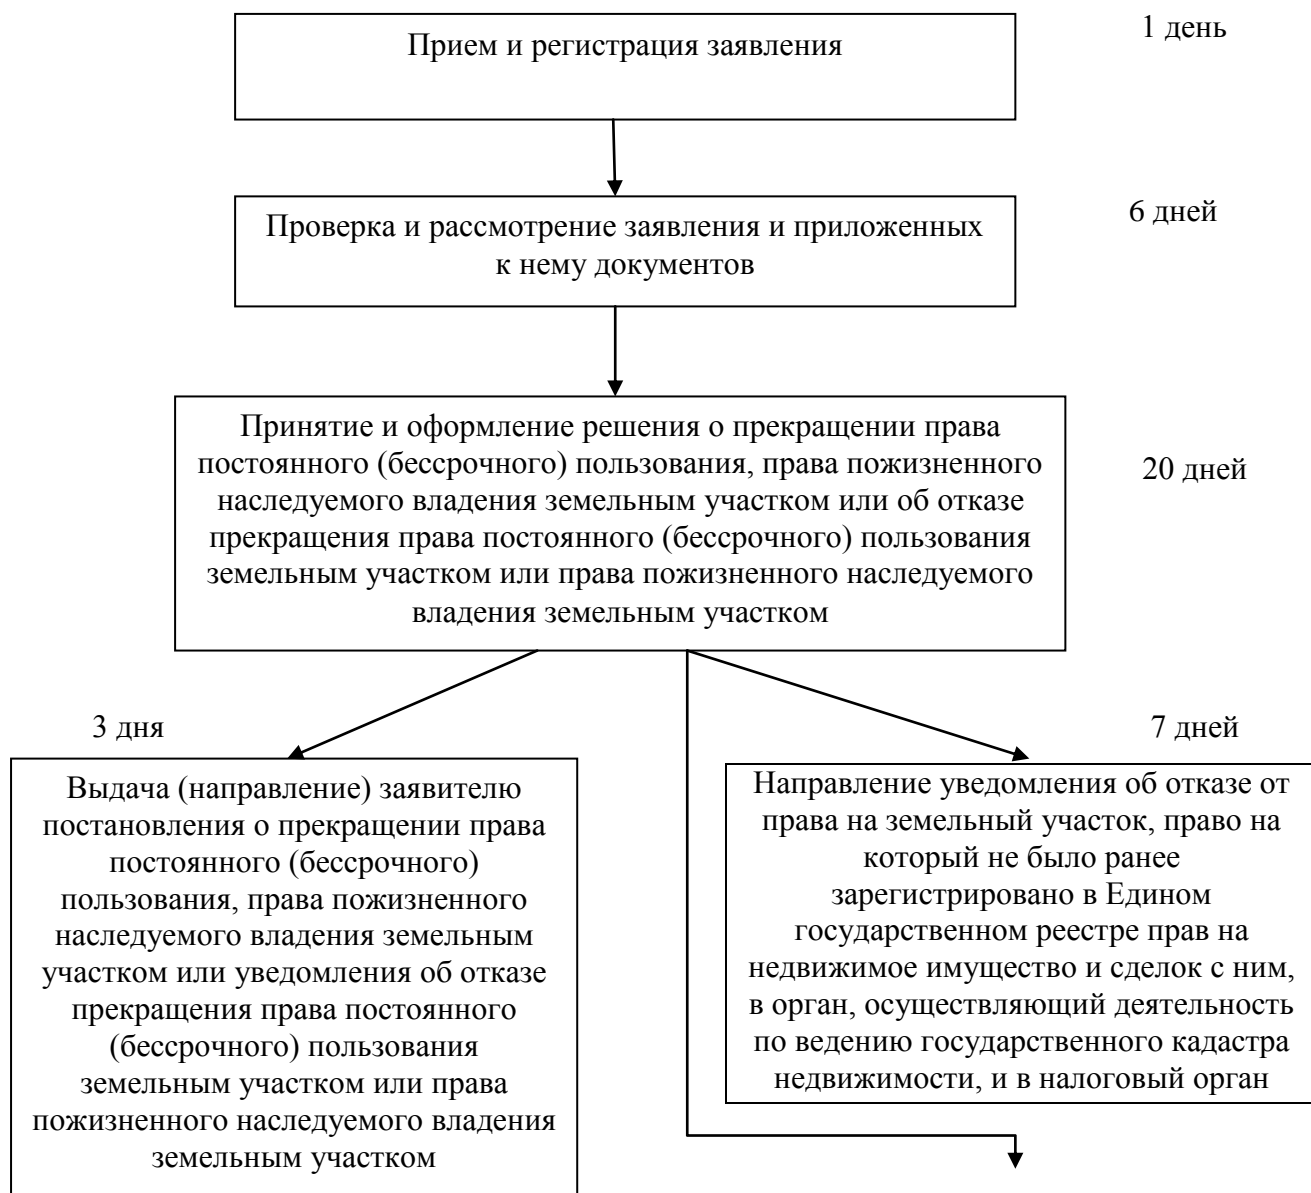 Прием и регистрация заявления
1 день
Проверка и рассмотрение заявления и приложенных
к нему документов
6 дней
Принятие и оформление решения о прекращении права
постоянного (бессрочного) пользования, права пожизненного
наследуемого владения земельным участком или об отказе
прекращения права постоянного (бессрочного) пользования
земельным участком или права пожизненного наследуемого
владения земельным участком
20 дней
3 дня
Выдача (направление) заявителю
постановления о прекращении права
постоянного (бессрочного)
пользования, права пожизненного
наследуемого владения земельным
участком или уведомления об отказе
прекращения права постоянного
(бессрочного) пользования
земельным участком или права
пожизненного наследуемого владения
земельным участком
7 дней
Направление уведомления об отказе от
права на земельный участок, право на
который не было ранее
зарегистрировано в Едином
государственном реестре прав на
недвижимое имущество и сделок с ним,
в орган, осуществляющий деятельность
по ведению государственного кадастра
недвижимости, и в налоговый орган